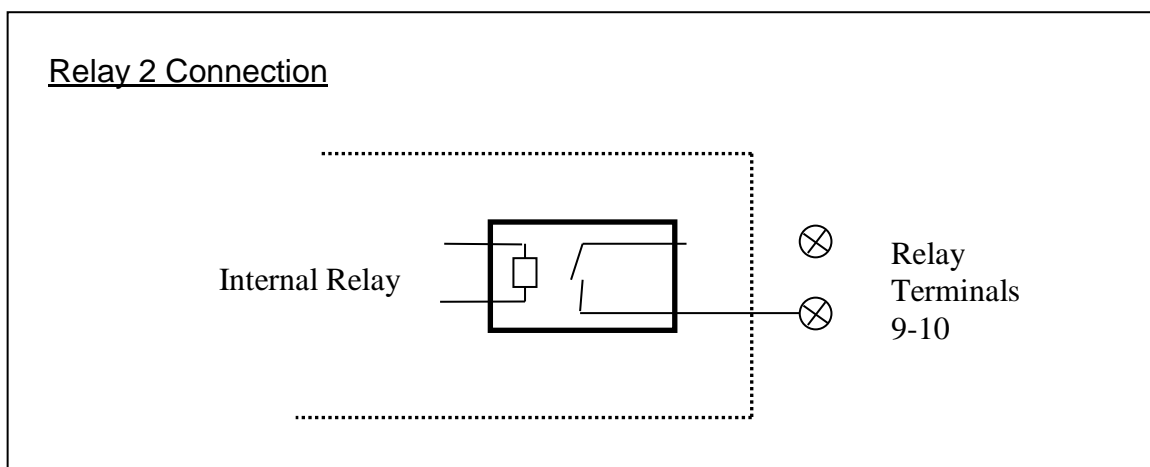 Relay 2 Connection
Internal Relay
Relay
Terminals
9-10